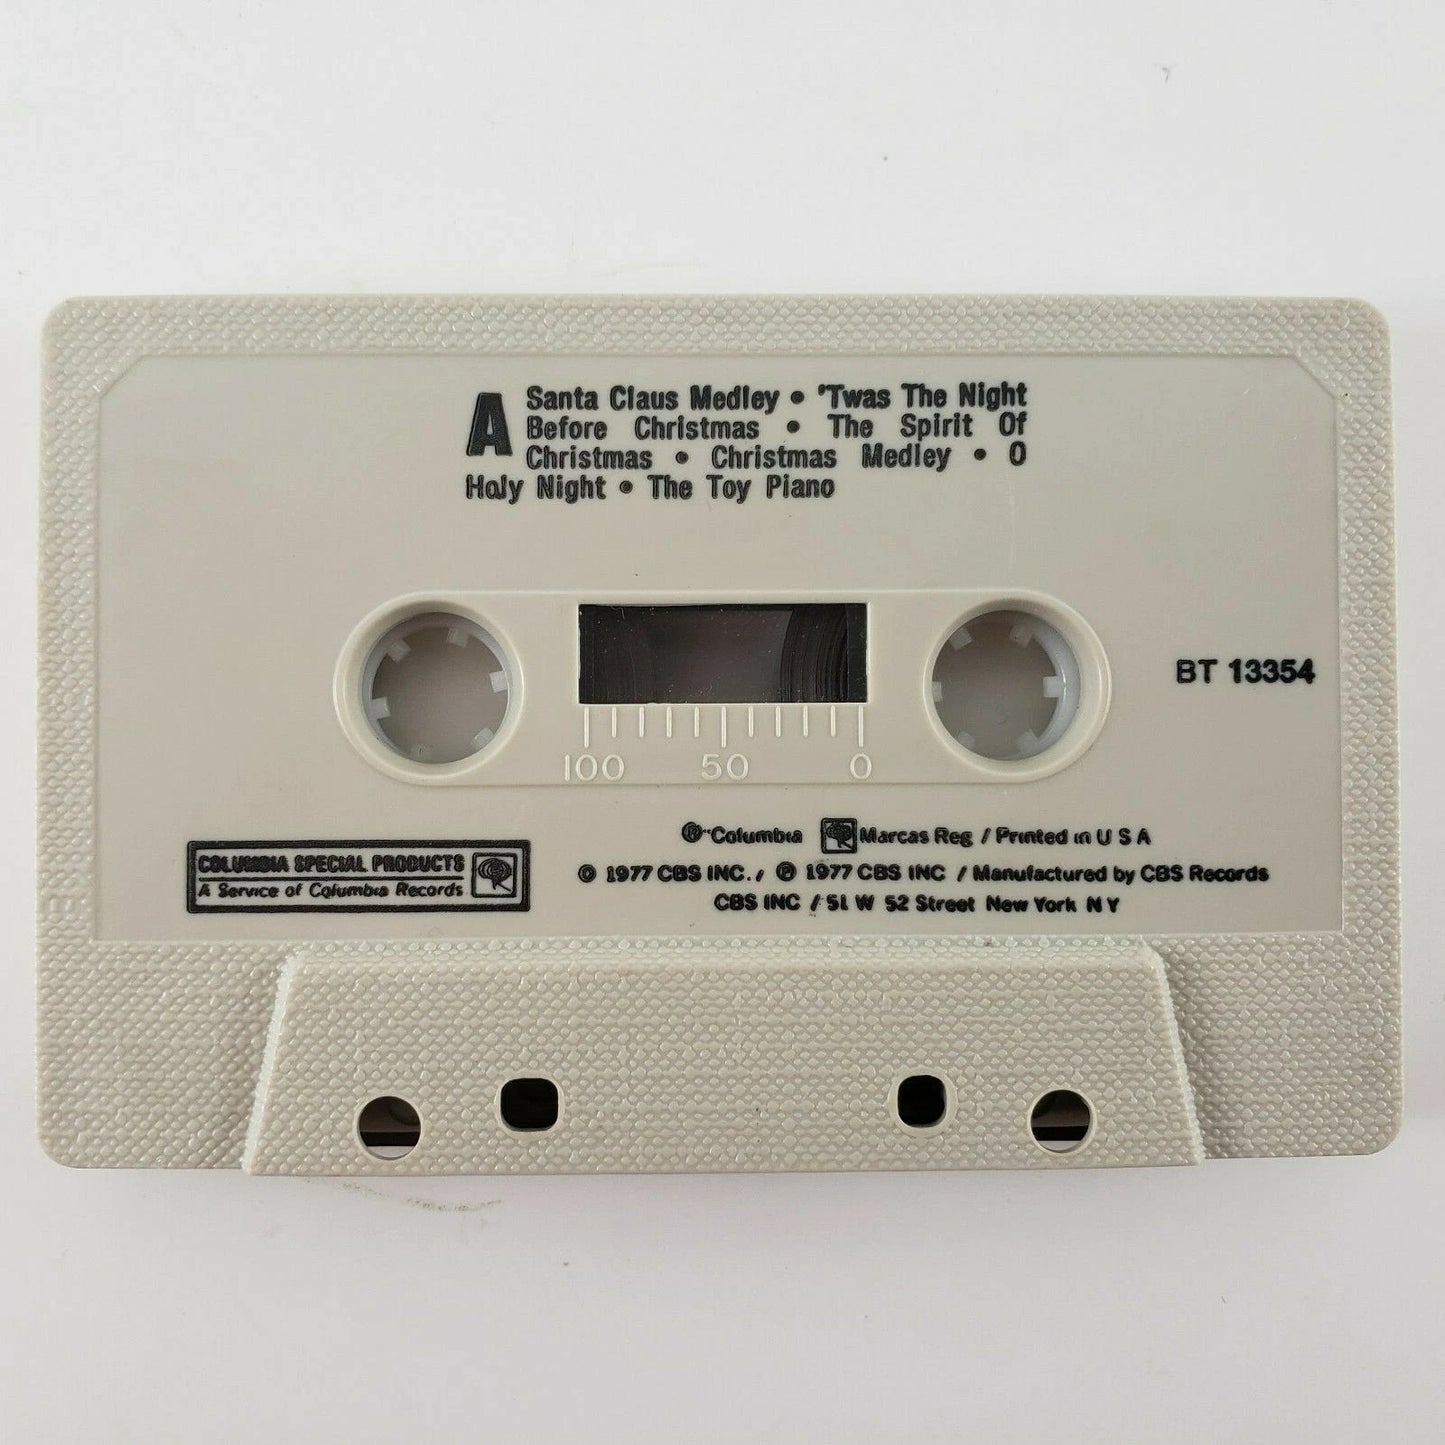 A Santa Claus Medley • 'Twas The Night
Before Christmas • The Spirit Of
Christmas • Christmas Medley • O
Holy Night • The Toy Piano
BT 13354
100 50 0
COLUMBIA SPECIAL PRODUCTS
A Service of Columbia Records
®"Columbia Marcas Reg / Printed in U S A
© 1977 CBS INC., ℗ 1977 CBS INC / Manufactured by CBS Records
CBS INC / 51 W 52 Street New York N Y